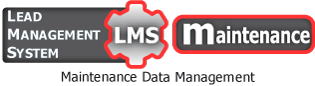 LEAD
MANAGEMENT
SYSTEM
LMS
maintenance
Maintenance Data Management